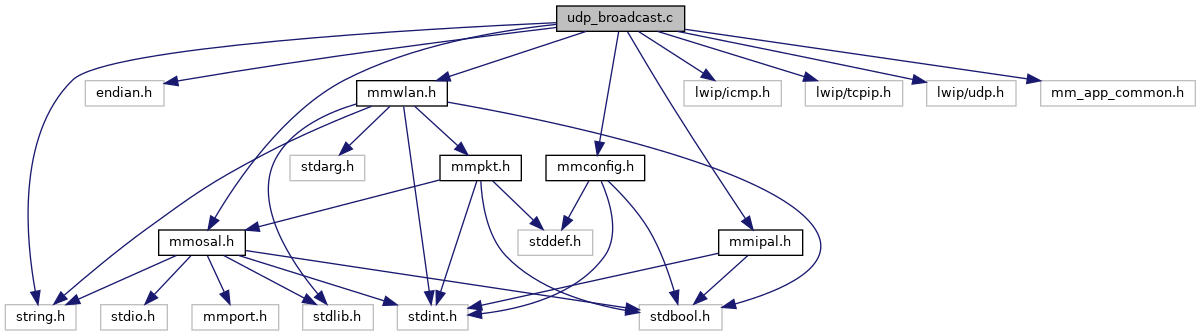 udp_broadcast.c
endian.h
mmwlan.h
lwip/icmp.h
lwip/tcpip.h
lwip/udp.h
mm_app_common.h
stdarg.h
mmpkt.h
mmconfig.h
mmosal.h
stddef.h
mmipal.h
string.h
stdio.h
mmport.h
stdlib.h
stdint.h
stdbool.h